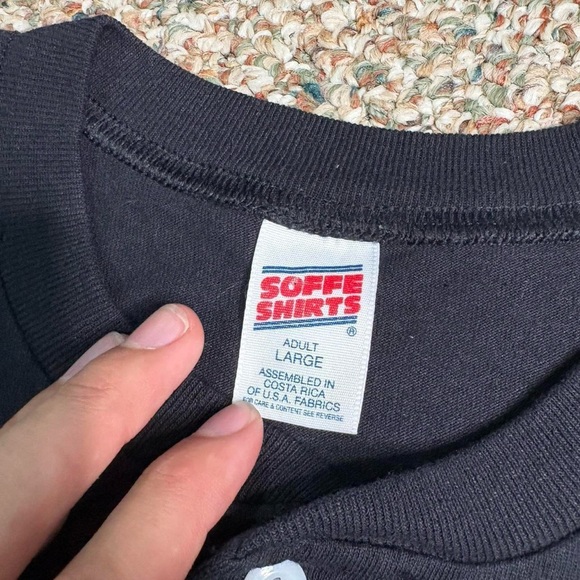 SOFFE
SHIRTS
®
ADULT
LARGE
ASSEMBLED IN
COSTA RICA
OF U.S.A. FABRICS
FOR CARE & CONTENT SEE REVERSE